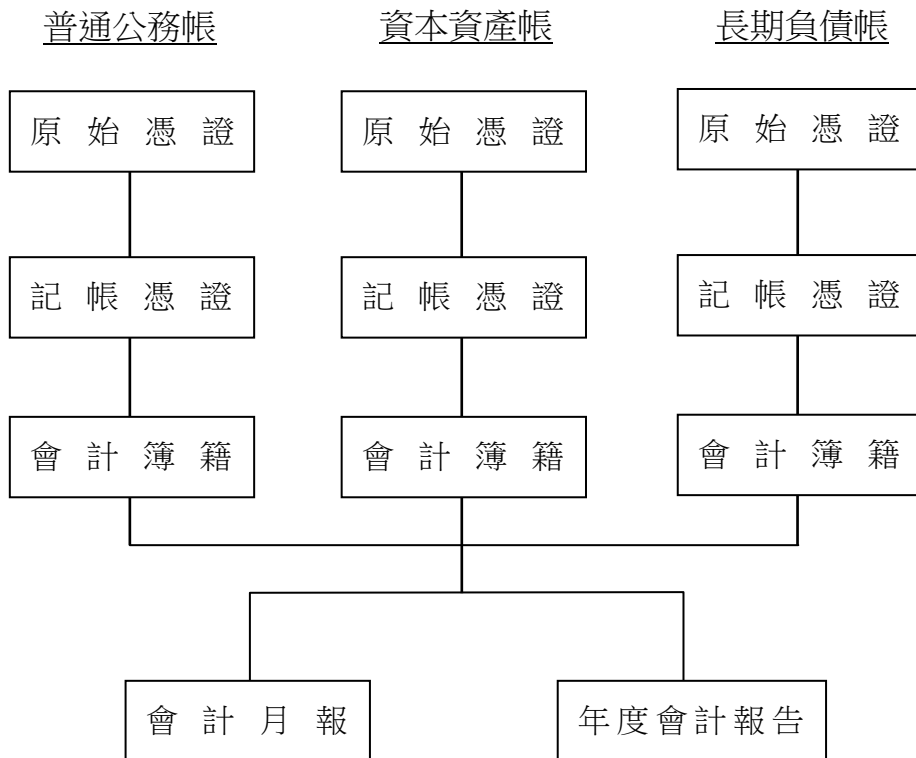 普通公務帳 資本資產帳 長期負債帳
原始憑證 原始憑證 原始憑證
記帳憑證 記帳憑證 記帳憑證
會計簿籍 會計簿籍 會計簿籍
會計月報 年度會計報告